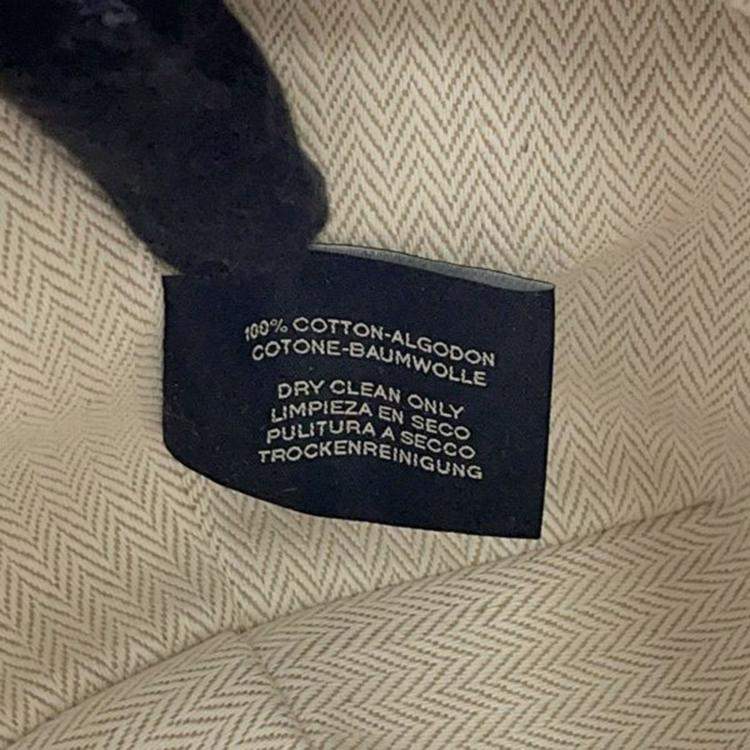 100% COTTON-ALGODON
COTONE-BAUMWOLLE
DRY CLEAN ONLY
LIMPIEZA EN SECO
PULITURA A SECCO
TROCKENREINIGUNG